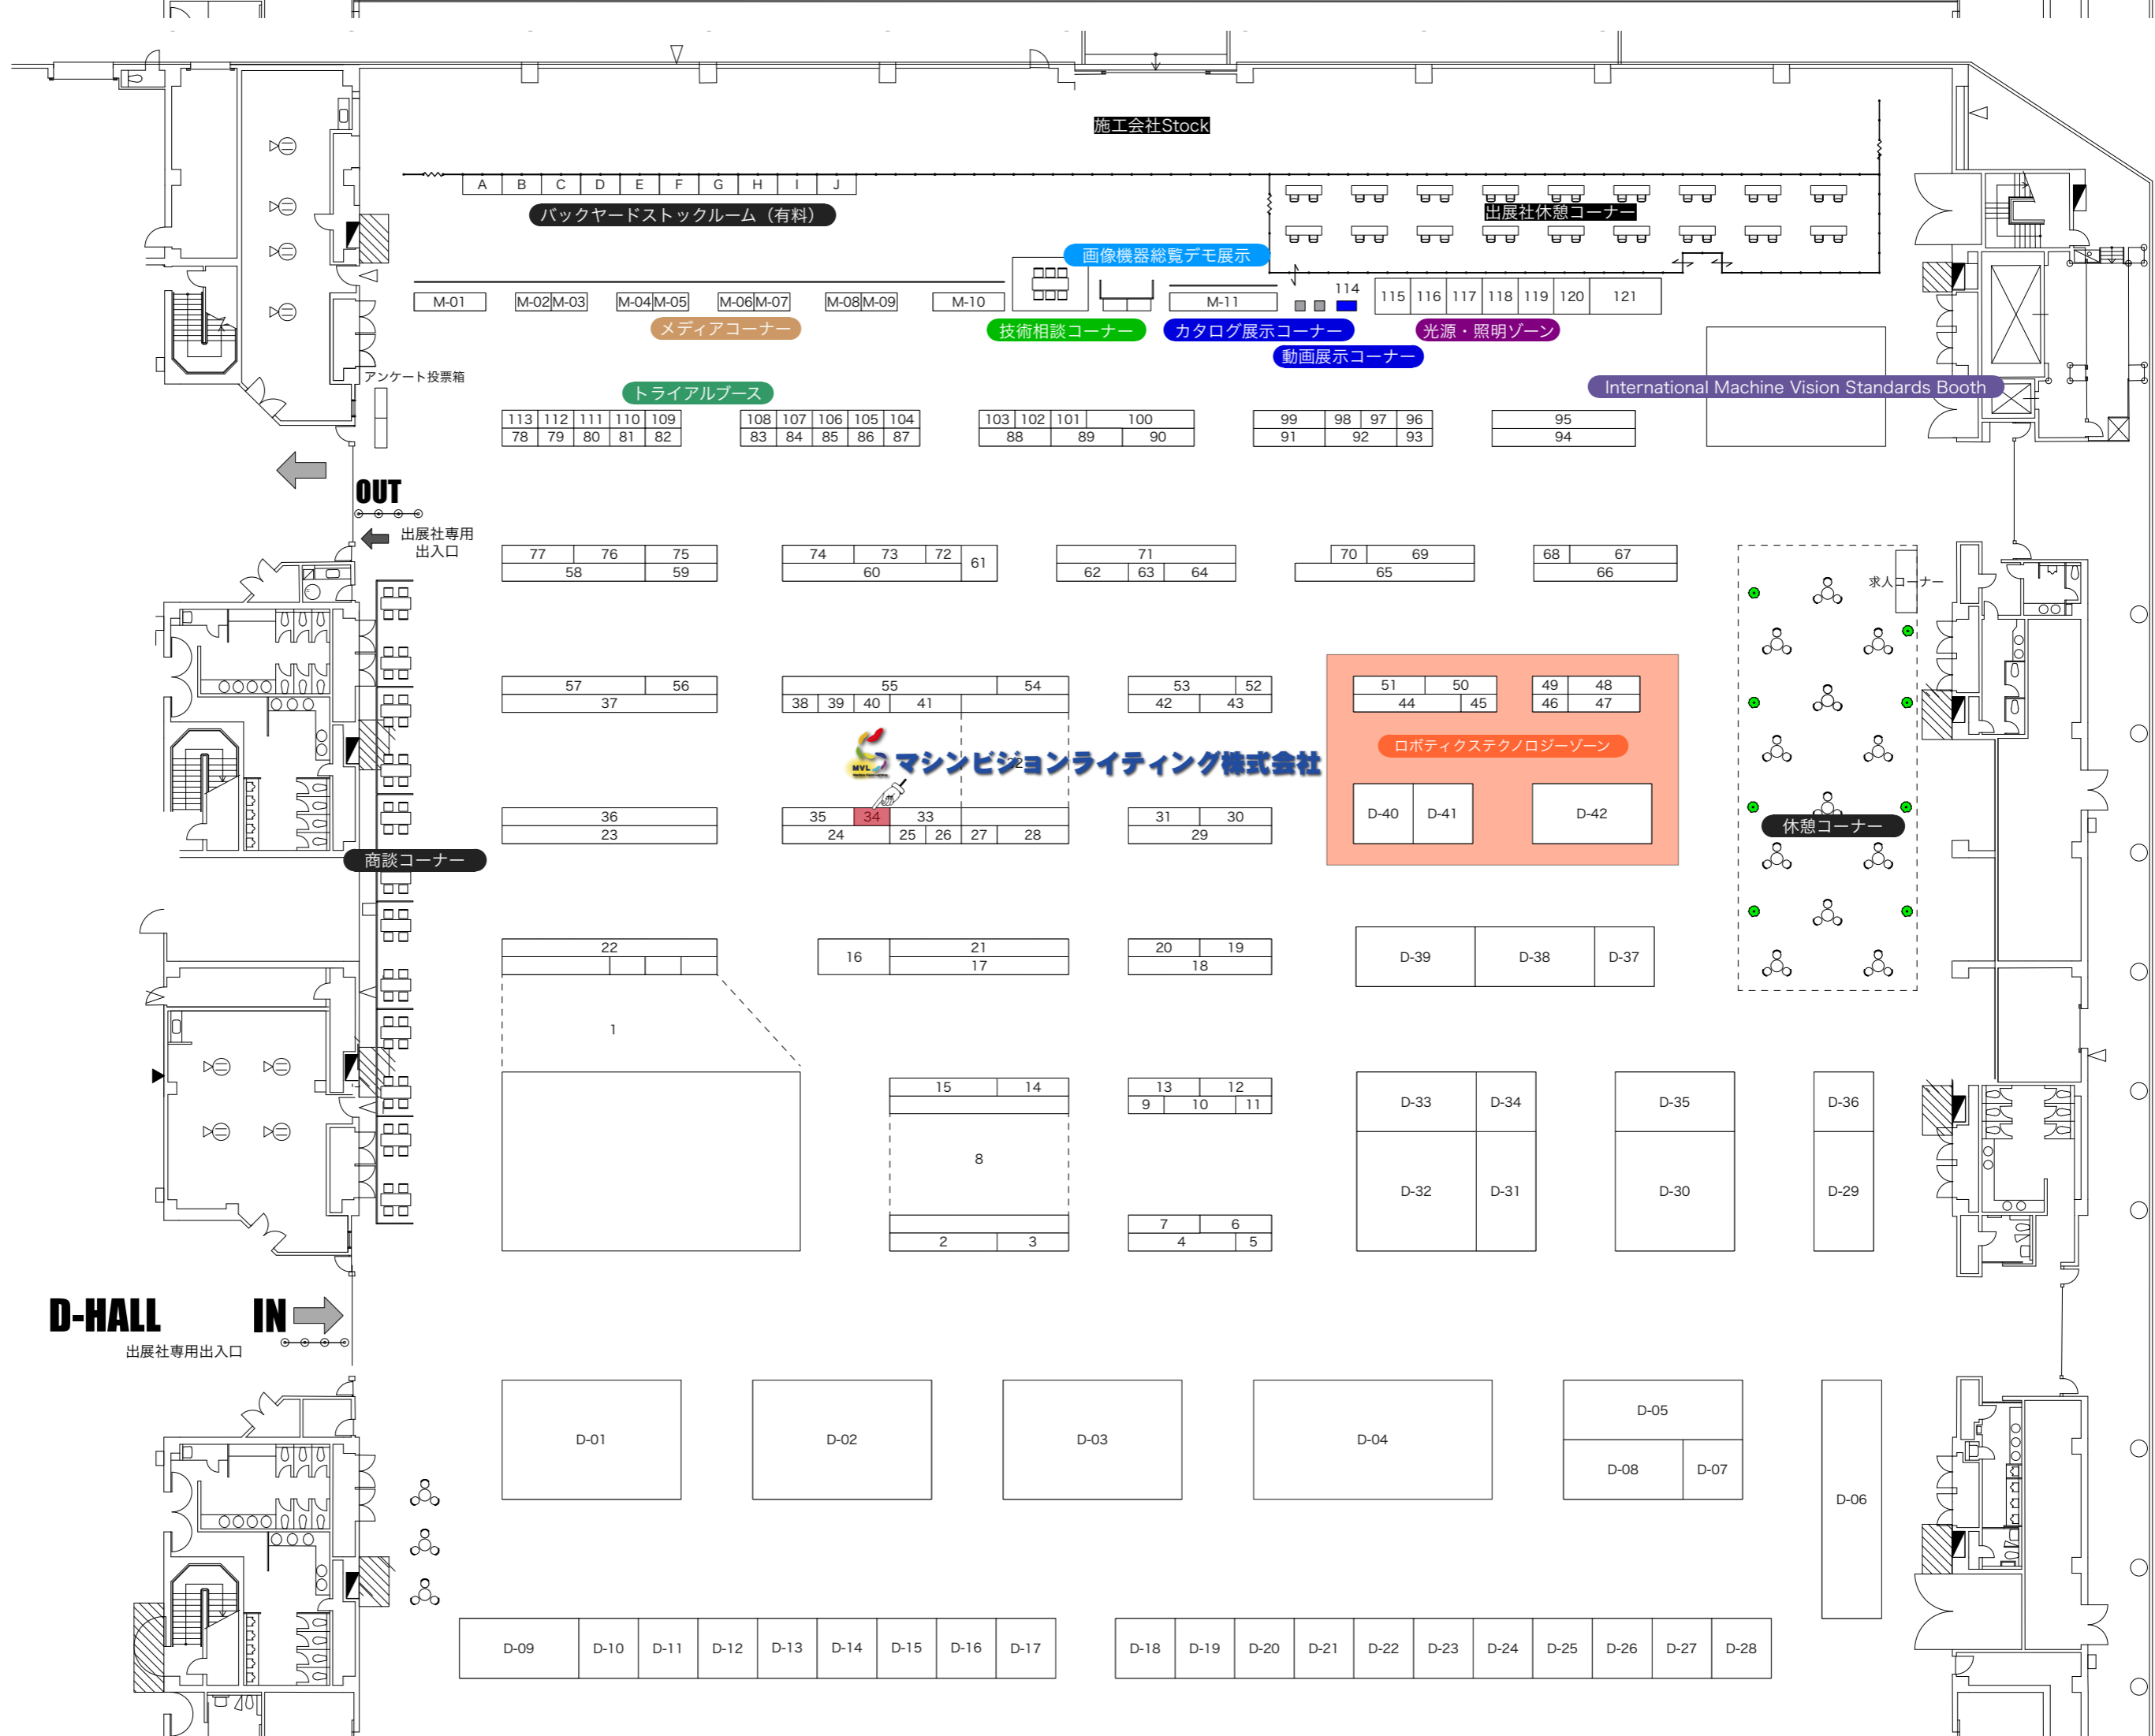 施工会社Stock
A B C D E F G H I J
バックヤードストックルーム（有料）
出展社休憩コーナー
画像機器総覧デモ展示
M-01 M-02 M-03 M-04 M-05 M-06 M-07 M-08 M-09 M-10 M-11 114 115 116 117 118 119 120 121
メディアコーナー 技術相談コーナー カタログ展示コーナー 光源・照明ゾーン
動画展示コーナー
アンケート投票箱
トライアルブース
International Machine Vision Standards Booth
113 112 111 110 109 108 107 106 105 104 103 102 101 100 99 98 97 96 95
78 79 80 81 82 83 84 85 86 87 88 89 90 91 92 93 94
OUT
出展社専用
出入口
77 76 75 74 73 72 61 71 70 69 68 67
58 59 60 62 63 64 65 66
求人コーナー
57 56 55 54 53 52 51 50 49 48
37 38 39 40 41 42 43 44 45 46 47
ロボティクステクノロジーゾーン
MVL マシンビジョンライティング株式会社
36 35 34 33 31 30 D-40 D-41 D-42
23 24 25 26 27 28 29
休憩コーナー
商談コーナー
22 16 21 20 19 D-39 D-38 D-37
17 18
1
15 14 13 12 D-33 D-34 D-35 D-36
9 10 11
8 D-32 D-31 D-30 D-29
7 6
2 3 4 5
D-HALL IN
出展社専用出入口
D-01 D-02 D-03 D-04 D-05
D-08 D-07
D-06
D-09 D-10 D-11 D-12 D-13 D-14 D-15 D-16 D-17 D-18 D-19 D-20 D-21 D-22 D-23 D-24 D-25 D-26 D-27 D-28